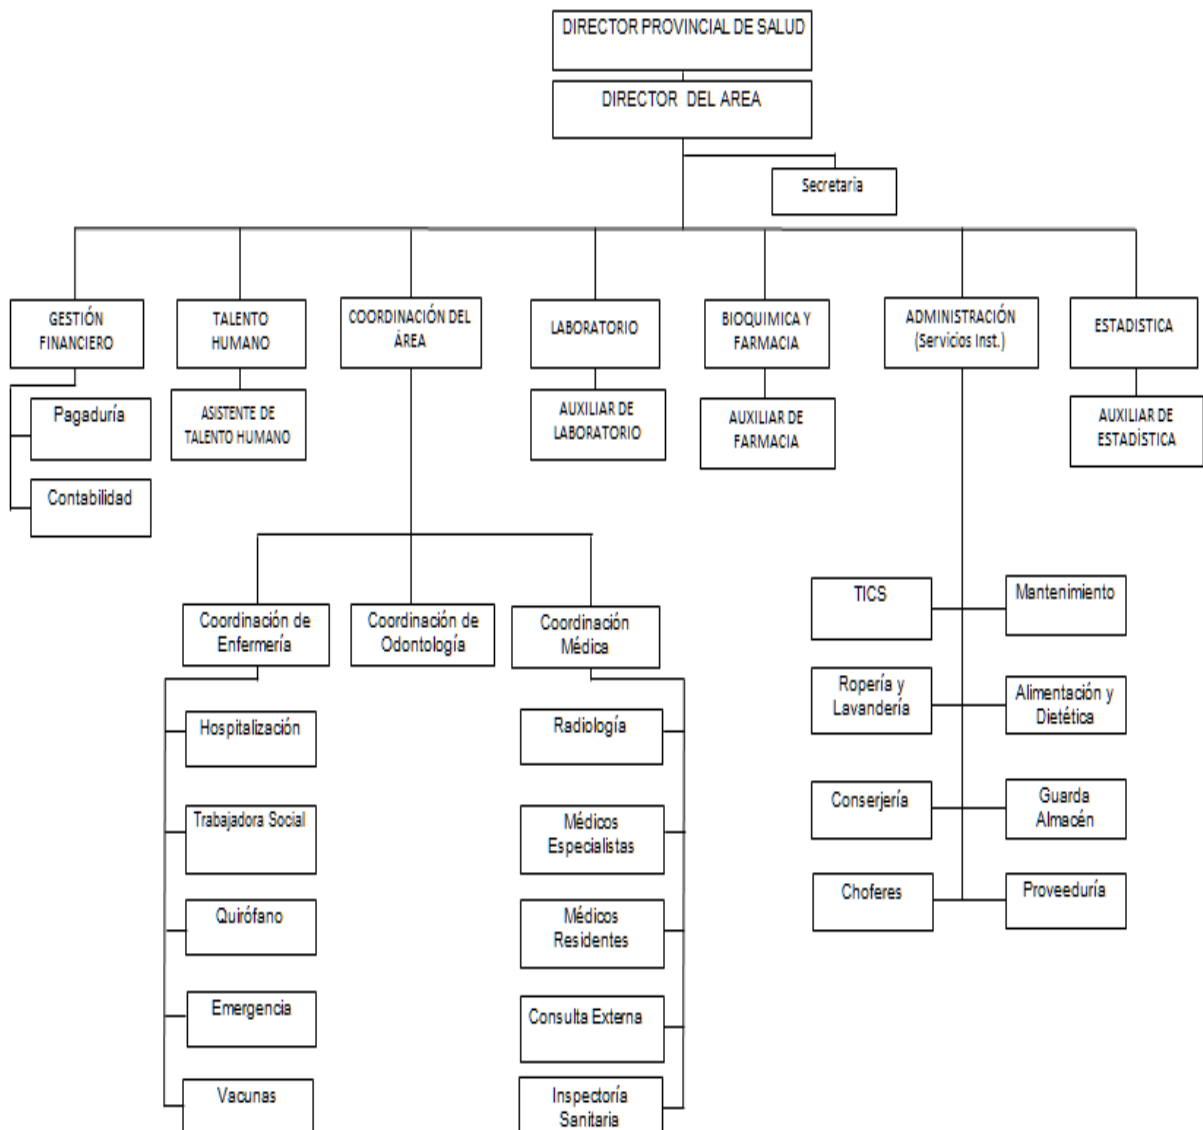 DIRECTOR PROVINCIAL DE SALUD
DIRECTOR DEL AREA
Secretaria
GESTIÓN
FINANCIERO
TALENTO
HUMANO
COORDINACIÓN DEL
ÁREA
LABORATORIO
BIOQUIMICA Y
FARMACIA
ADMINISTRACIÓN
(Servicios Inst.)
ESTADISTICA
Pagaduría
Contabilidad
ASISTENTE DE
TALENTO HUMANO
AUXILIAR DE
LABORATORIO
AUXILIAR DE
FARMACIA
AUXILIAR DE
ESTADÍSTICA
Coordinación de
Enfermería
Coordinación de
Odontología
Coordinación
Médica
Hospitalización
Trabajadora Social
Quirófano
Emergencia
Vacunas
Radiología
Médicos
Especialistas
Médicos
Residentes
Consulta Externa
Inspectoría
Sanitaria
TICS
Mantenimiento
Ropería y
Lavandería
Alimentación y
Dietética
Conserjería
Guarda
Almacén
Choferes
Proveeduría